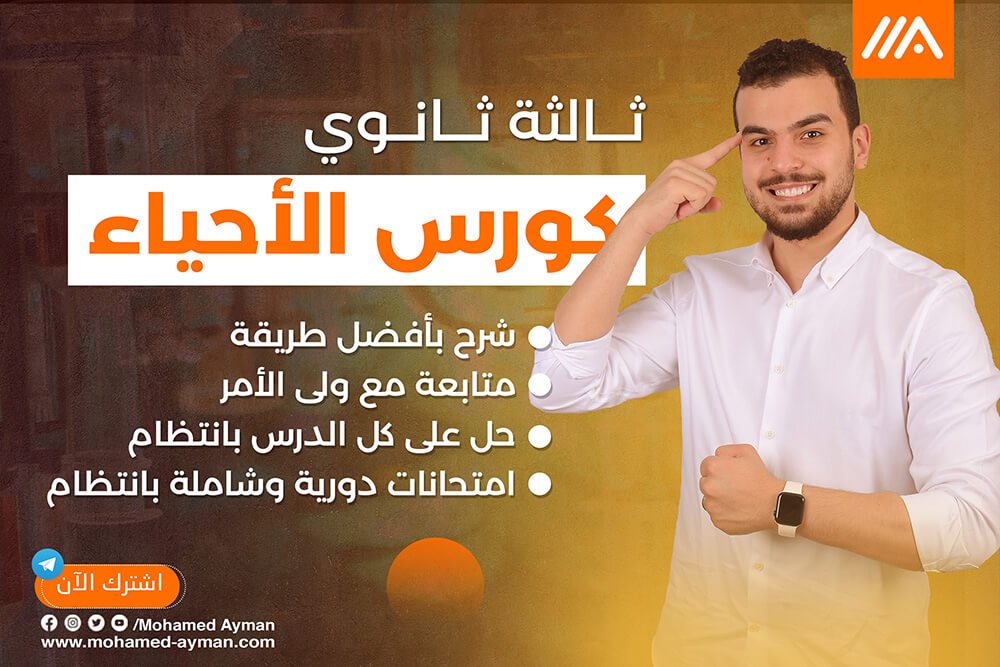 ثالثة ثانوي
كورس الأحياء
شرح بأفضل طريقة
متابعة مع ولى الأمر
حل على كل الدرس بانتظام
امتحانات دورية وشاملة بانتظام
اشترك الآن
/Mohamed Ayman
www.mohamed-ayman.com